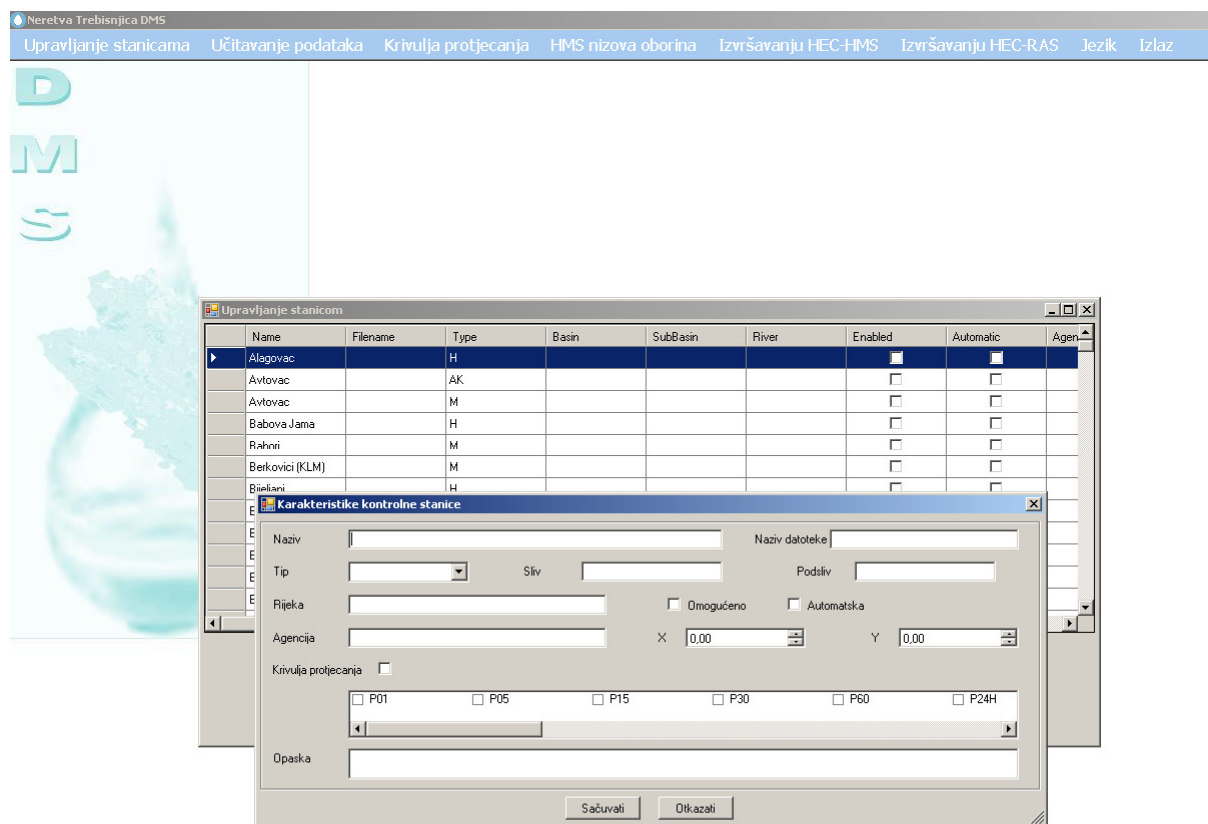 Neretva Trebisnjica DMS
Upravljanje stanicama Učitavanje podataka Krivulja protjecanja HMS nizova oborina Izvršavanju HEC-HMS Izvršavanju HEC-RAS Jezik Izlaz
D
M
S
Upravljanje stanicom
Name Filename Type Basin SubBasin River Enabled Automatic Agen
Alagovac H
Avtovac AK
Avtovac M
Babova Jama H
Bahori M
Berkovici (KLM) M
Bijeljani H
Karakteristike kontrolne stanice
Naziv Naziv datoteke
Tip Sliv Podsliv
Rijeka Omogućeno Automatska
Agencija X 0,00 Y 0,00
Krivulja protjecanja
P01 P05 P15 P30 P60 P24H
Opaska
Sačuvati Otkazati